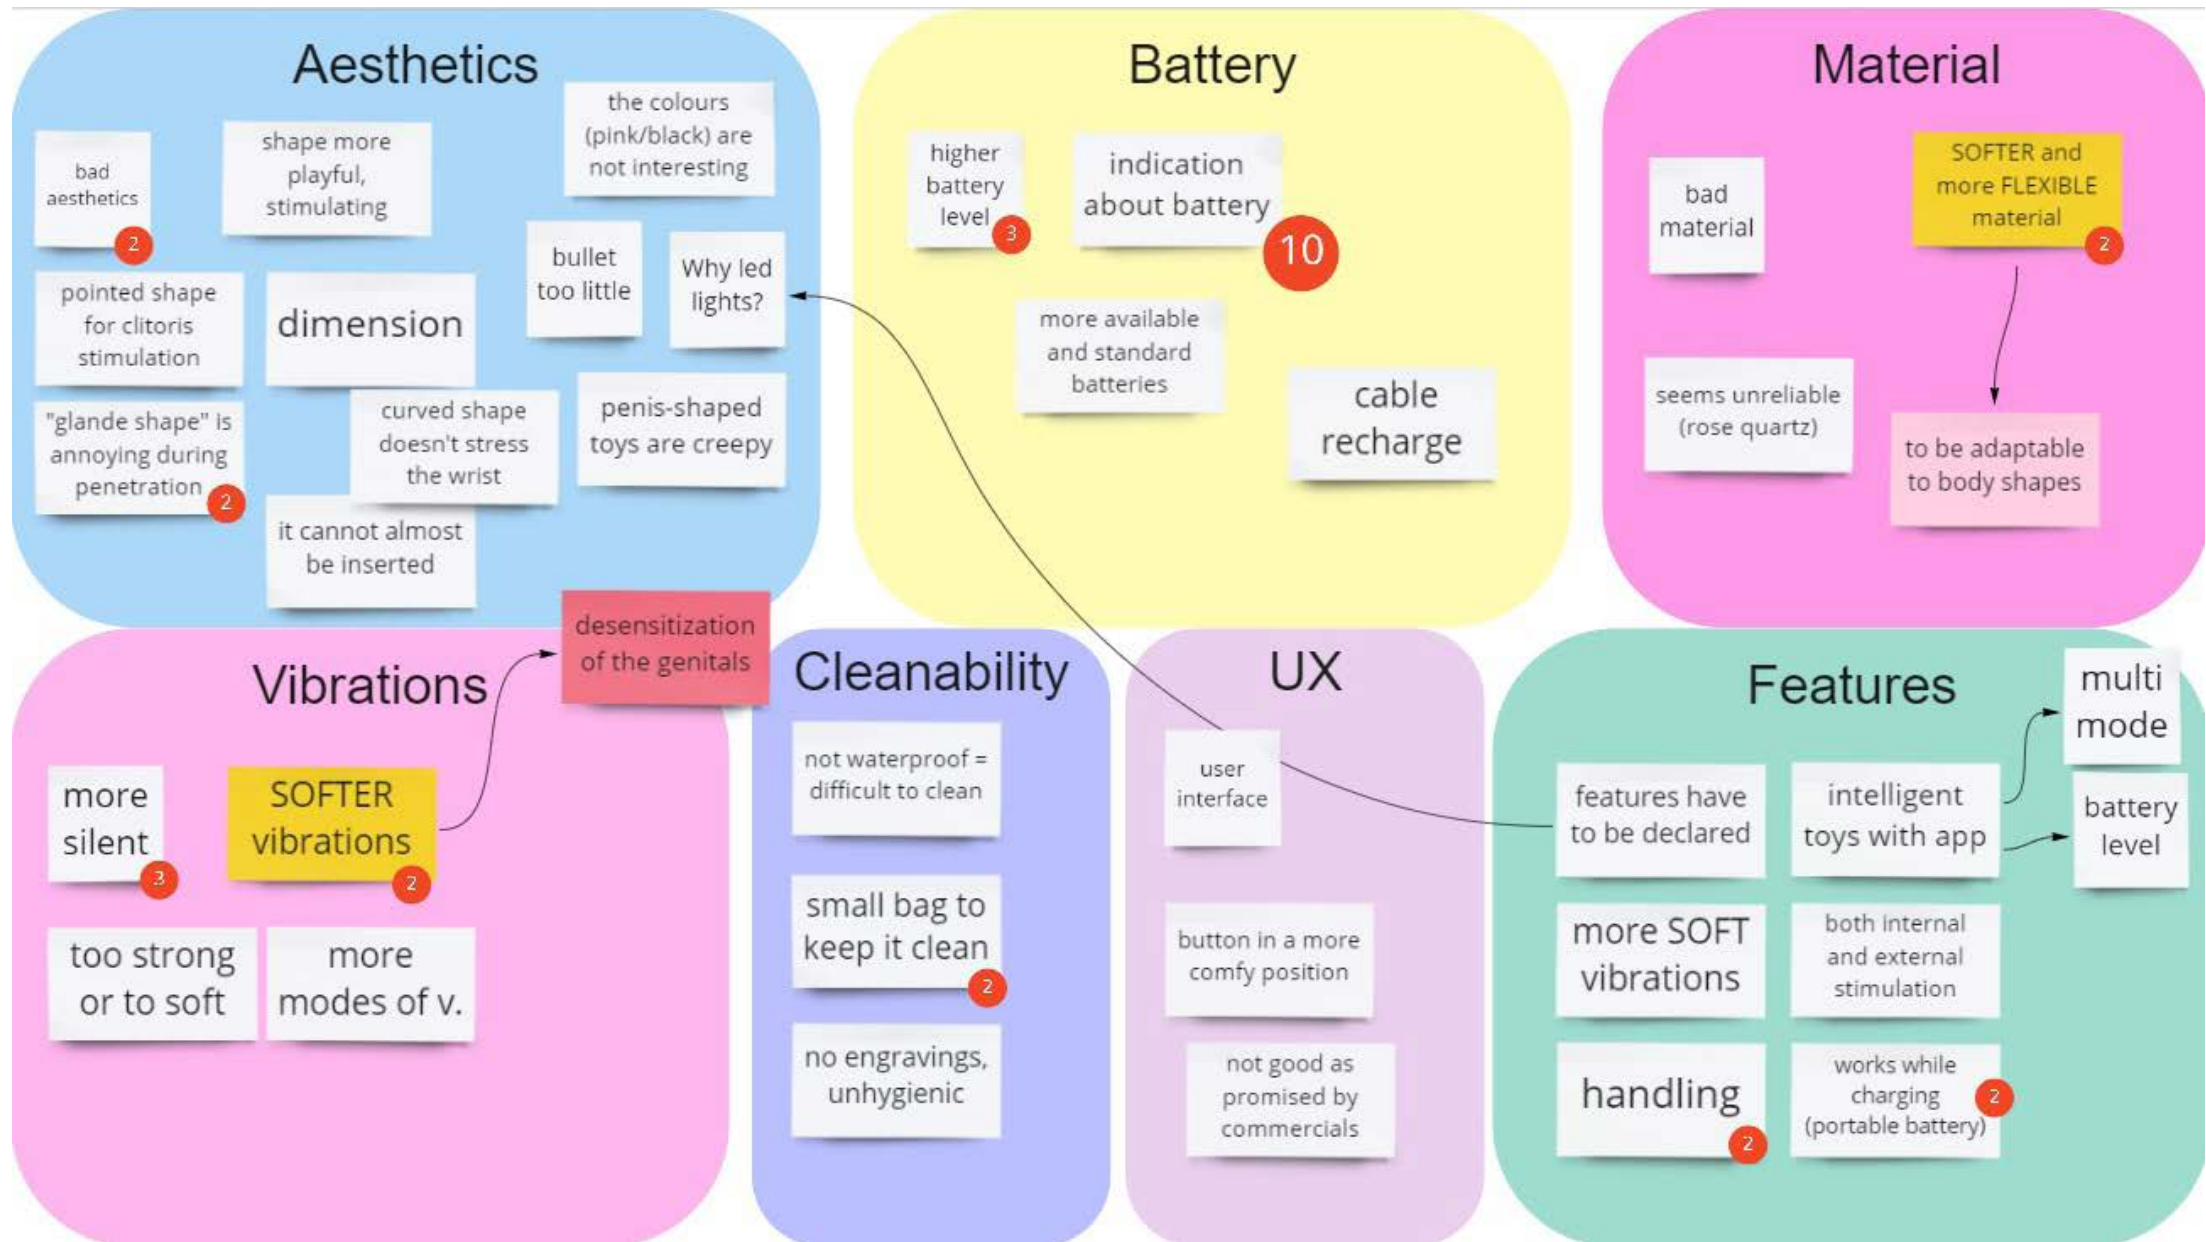 Aesthetics
bad
aesthetics
2
shape more
playful,
stimulating
the colours
(pink/black) are
not interesting
pointed shape
for clitoris
stimulation
dimension
bullet
too little
Why led
lights?
"glande shape" is
annoying during
penetration
2
curved shape
doesn't stress
the wrist
penis-shaped
toys are creepy
it cannot almost
be inserted
Battery
higher
battery
level
3
indication
about battery
10
more available
and standard
batteries
cable
recharge
Material
bad
material
SOFTER and
more FLEXIBLE
material
2
seems unreliable
(rose quartz)
to be adaptable
to body shapes
Vibrations
desensitization
of the genitals
more
silent
3
SOFTER
vibrations
2
too strong
or to soft
more
modes of v.
Cleanability
not waterproof =
difficult to clean
small bag to
keep it clean
2
no engravings,
unhygienic
UX
user
interface
button in a more
comfy position
not good as
promised by
commercials
Features
multi
mode
features have
to be declared
intelligent
toys with app
battery
level
more SOFT
vibrations
both internal
and external
stimulation
handling
2
works while
charging
(portable battery)
2